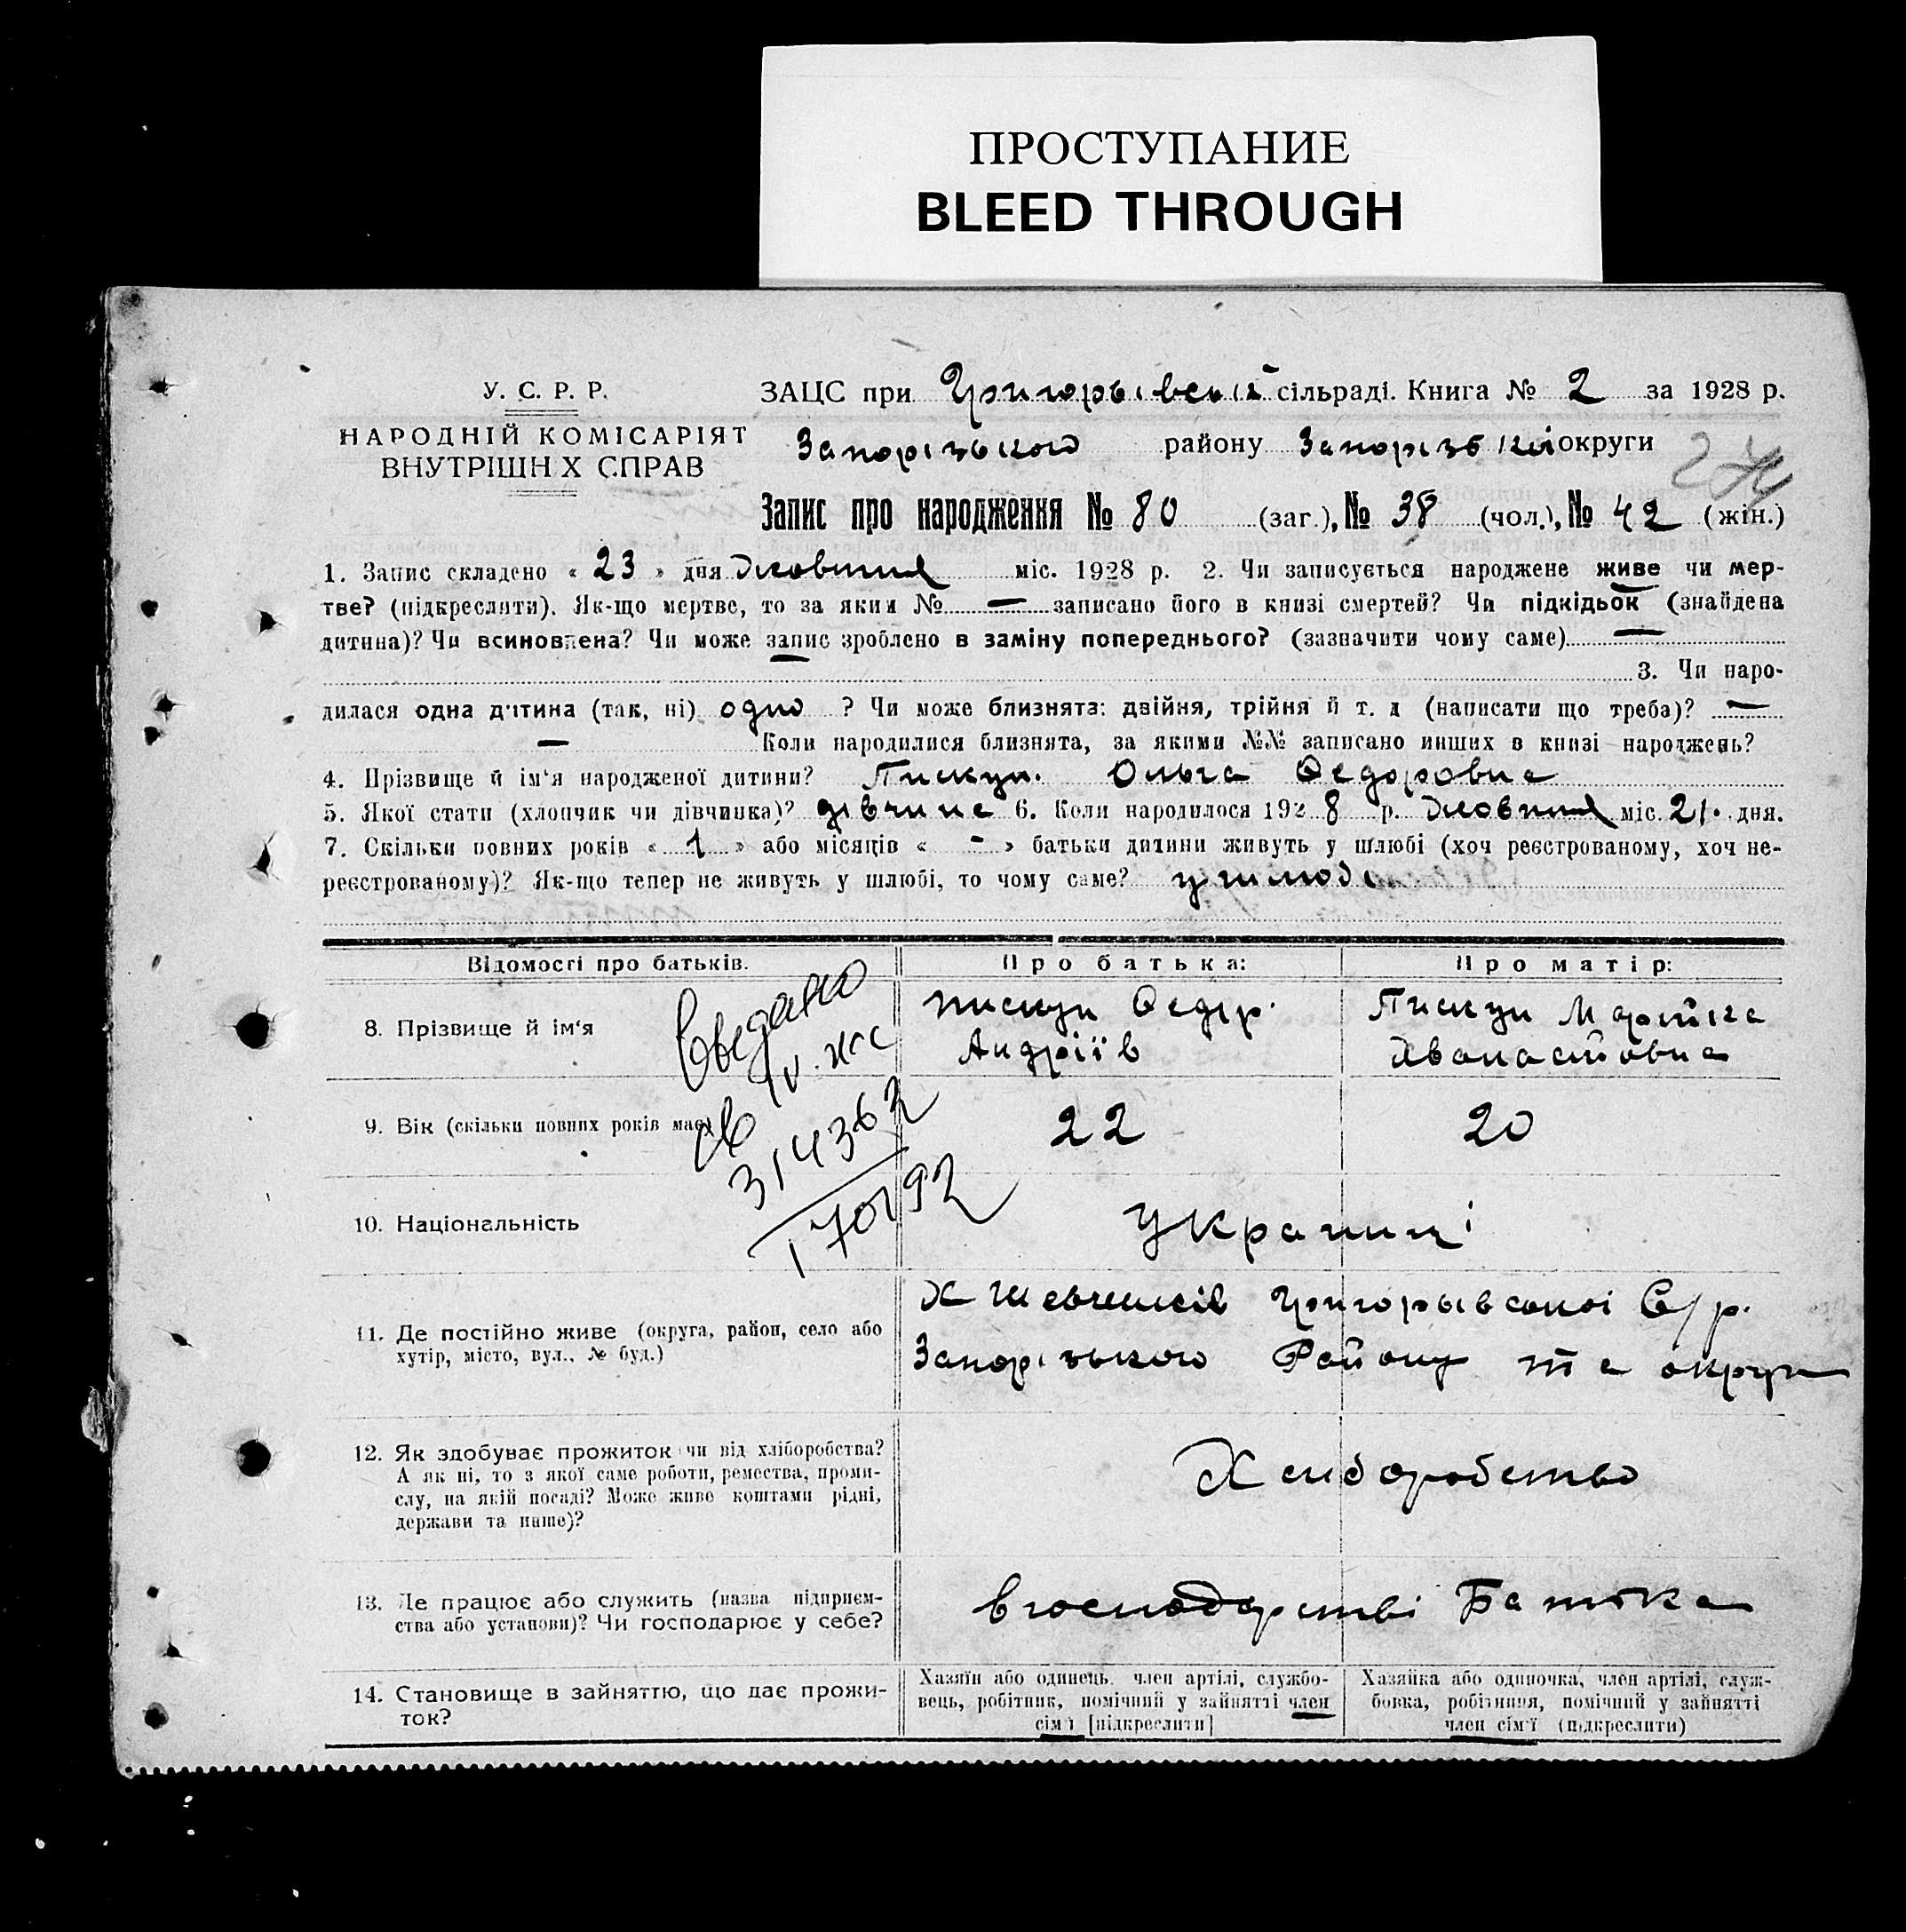 ПРОСТУПАНИЕ
BLEED THROUGH
У. С. Р. Р.
НАРОДНІЙ КОМІСАРІЯТ
ВНУТРІШНІХ СПРАВ
ЗАЦС при Григорывській сільраді. Книга № 2 за 1928 р.
Запорізького району Запорізької округи
Запис про народження № 80 (заг.), № 38 (чол.), № 42 (жін.)
1. Запис складено « 23 » дня Жовтня міс. 1928 р. 2. Чи записується народжене живе чи мер-
тве? (підкреслити). Як-що мертве, то за яким № — записано його в книзі смертей? Чи підкідьок (знайдена
дитина)? Чи всиновлена? Чи може запис зроблено в заміну попереднього? (зазначити чому саме) —
3. Чи наро-
дилася одна дитина (так, ні) одно ? Чи може близнята: двійня, трійня й т. д (написати що треба)? —
— Коли народилися близнята, за якими №№ записано инших в книзі народжень?
4. Прізвище й ім'я народженої дитини? Пискун. Ольга Федоровна
5. Якої стати (хлопчик чи дівчинка)? дівчина 6. Коли народилося 1928 р. Жовтня міс. 21. дня.
7. Скільки повних років « 1 » або місяців « - » батьки дитини живуть у шлюбі (хоч реєстрованому, хоч не-
реєстрованому)? Як-що тепер не живуть у шлюбі, то чому саме? у шлюбі
Відомості про батьків.
Про батька:
Про матір:
8. Прізвище й ім'я
Пискун Федір.
Андріїв
Пискун Марійка
9. Вік (скільки повних років має)
22
20
314362
170192
10. Національність
Украинці
11. Де постійно живе (округа, район, село або
хутір, місто, вул., № буд.)
Х Шевченків Григорывської С/р.
Запорізького Району та округи
12. Як здобуває прожиток чи від хліборобства?
А як ні, то з якої саме роботи, ремества, проми-
слу, на якій посаді? Може живе коштами рідні,
держави та инше)?
Хлиборобство
13. Де працює або служить (назва підприєм-
ства або установи)? Чи господарює у себе?
в господарстві Батька
14. Становище в зайняттю, що дає прожи-
ток?
Хазяїн або одинець, член артілі, службо-
вець, робітник, помічний у зайнятті член
сім'ї [підкреслити]
Хазяйка або одиночка, член артілі, служ-
бовка, робітниця, помічний у зайнятті
член сім'ї (підкреслити)